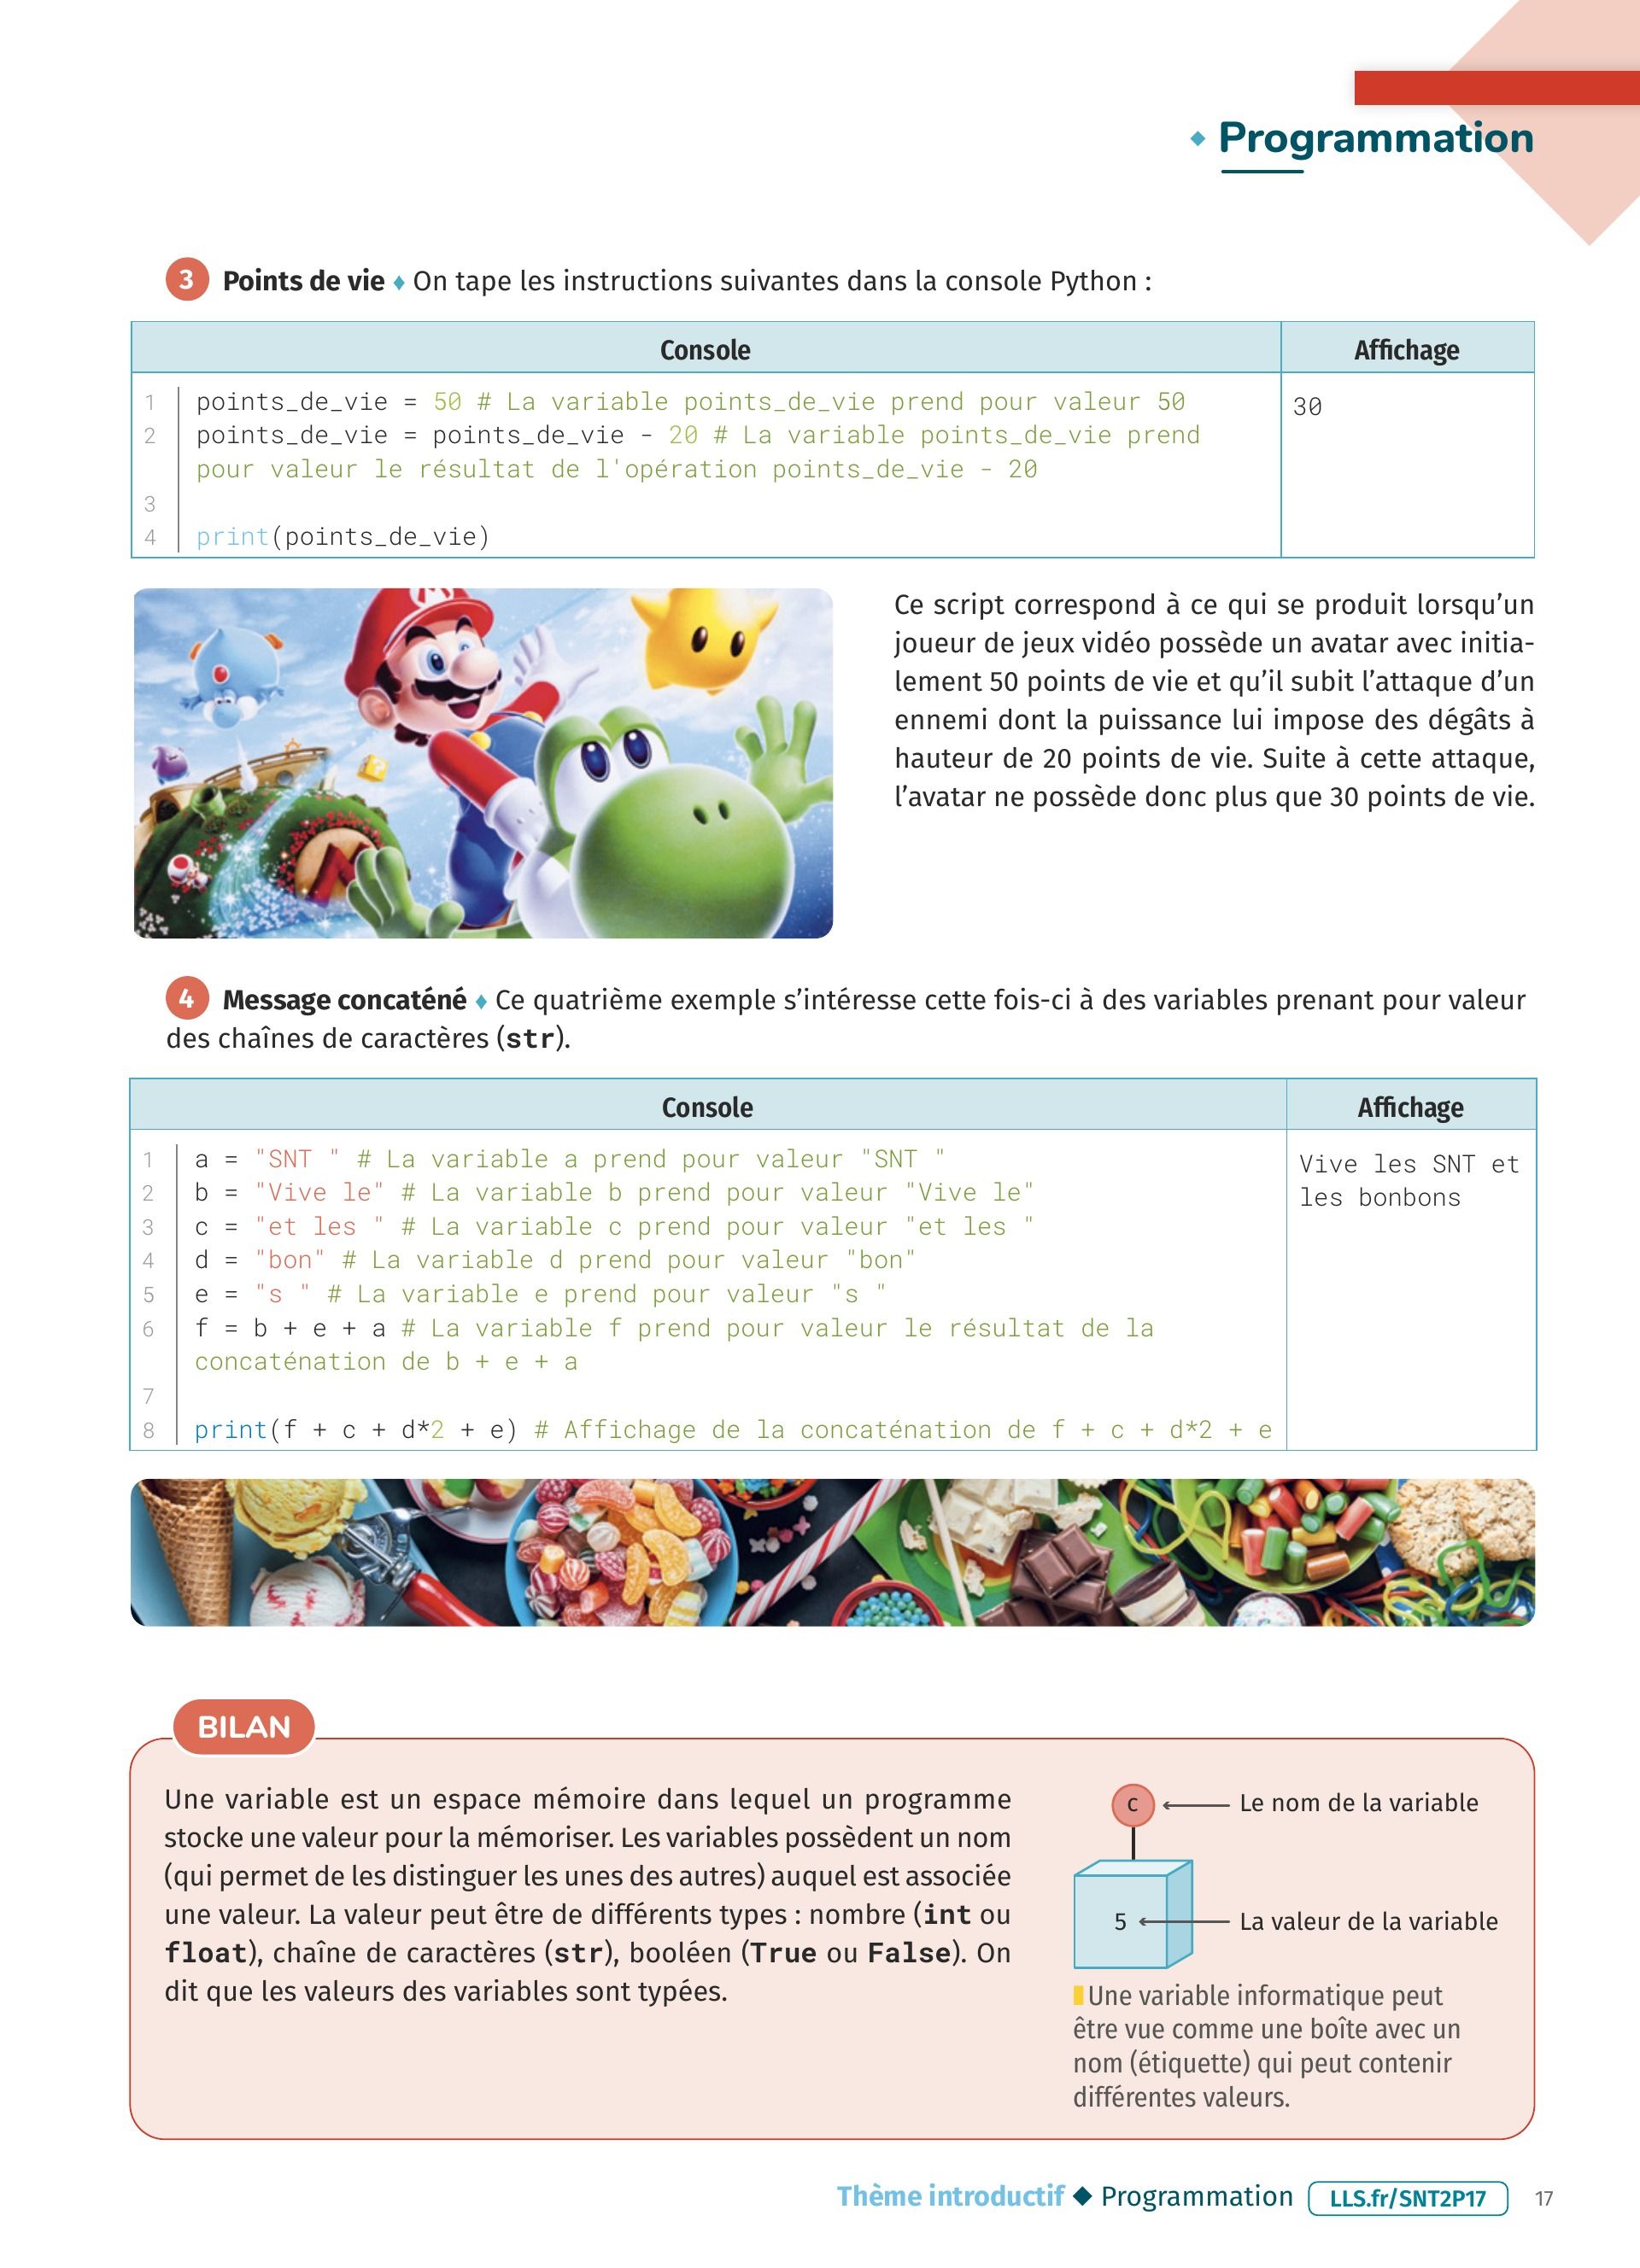 Programmation
3 Points de vie ♦ On tape les instructions suivantes dans la console Python :
Console
Affichage
1 points_de_vie = 50 # La variable points_de_vie prend pour valeur 50
2 points_de_vie = points_de_vie - 20 # La variable points_de_vie prend
pour valeur le résultat de l'opération points_de_vie - 20
3
4 print(points_de_vie)
30
Ce script correspond à ce qui se produit lorsqu’un
joueur de jeux vidéo possède un avatar avec initia-
lement 50 points de vie et qu’il subit l’attaque d’un
ennemi dont la puissance lui impose des dégâts à
hauteur de 20 points de vie. Suite à cette attaque,
l’avatar ne possède donc plus que 30 points de vie.
4 Message concaténé ♦ Ce quatrième exemple s’intéresse cette fois-ci à des variables prenant pour valeur
des chaînes de caractères (str).
Console
Affichage
1 a = "SNT " # La variable a prend pour valeur "SNT "
2 b = "Vive le" # La variable b prend pour valeur "Vive le"
3 c = "et les " # La variable c prend pour valeur "et les "
4 d = "bon" # La variable d prend pour valeur "bon"
5 e = "s " # La variable e prend pour valeur "s "
6 f = b + e + a # La variable f prend pour valeur le résultat de la
concaténation de b + e + a
7
8 print(f + c + d*2 + e) # Affichage de la concaténation de f + c + d*2 + e
Vive les SNT et
les bonbons
BILAN
Une variable est un espace mémoire dans lequel un programme
stocke une valeur pour la mémoriser. Les variables possèdent un nom
(qui permet de les distinguer les unes des autres) auquel est associée
une valeur. La valeur peut être de différents types : nombre (int ou
float), chaîne de caractères (str), booléen (True ou False). On
dit que les valeurs des variables sont typées.
c
Le nom de la variable
5
La valeur de la variable
Une variable informatique peut
être vue comme une boîte avec un
nom (étiquette) qui peut contenir
différentes valeurs.
Thème introductif ◆ Programmation LLS.fr/SNT2P17 17